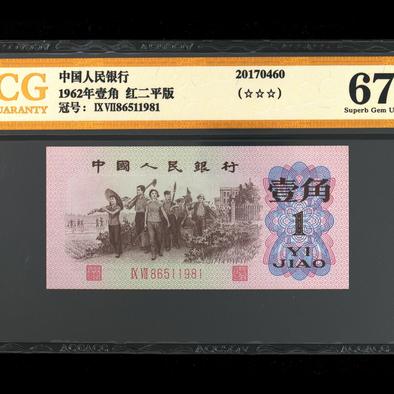 CG
UARANTY
中国人民银行
1962年壹角 红二平版
冠号：Ⅸ Ⅶ86511981
20170460
(☆☆☆)
67
Superb Gem U
中國人民銀行
壹角
1
YI
JIAO
Ⅸ Ⅶ 86511981